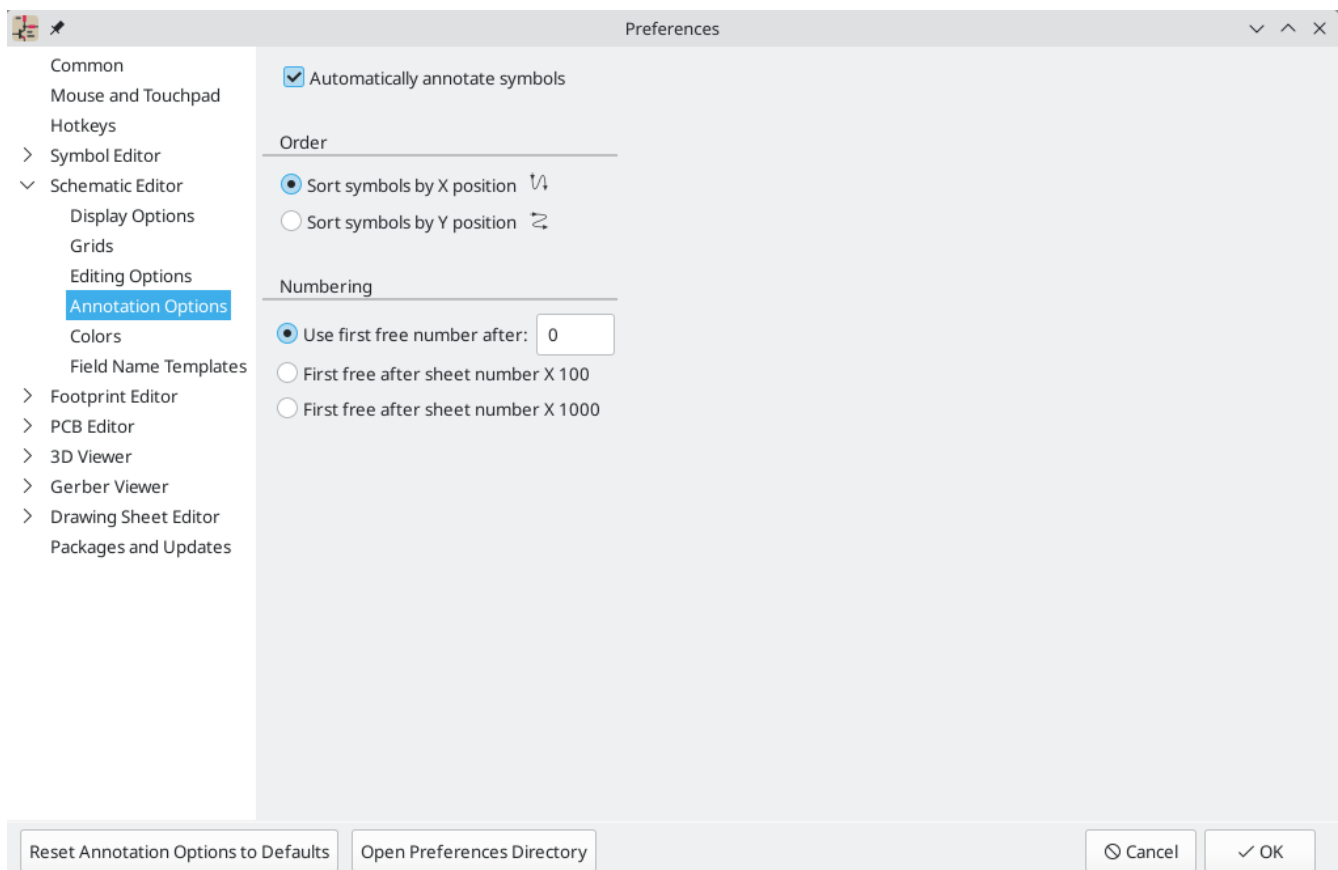 Preferences
Common
Mouse and Touchpad
Hotkeys
Symbol Editor
Schematic Editor
Display Options
Grids
Editing Options
Annotation Options
Colors
Field Name Templates
Footprint Editor
PCB Editor
3D Viewer
Gerber Viewer
Drawing Sheet Editor
Packages and Updates
Automatically annotate symbols
Order
Sort symbols by X position
Sort symbols by Y position
Numbering
Use first free number after: 0
First free after sheet number X 100
First free after sheet number X 1000
Reset Annotation Options to Defaults
Open Preferences Directory
Cancel
OK